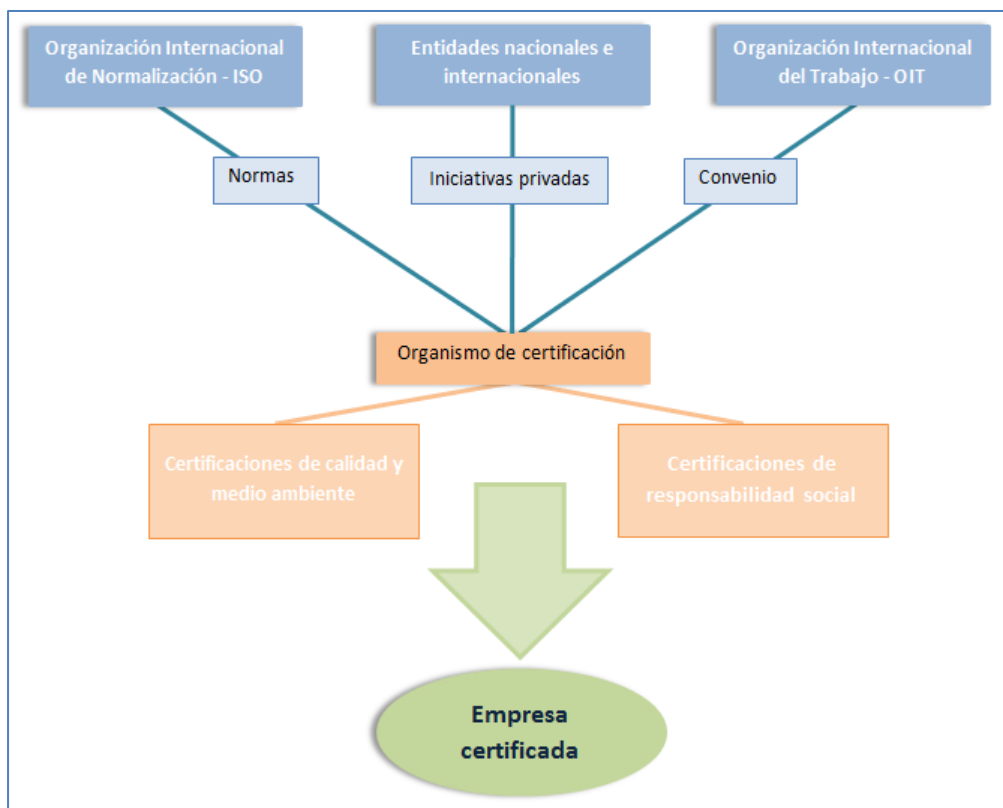 Organización Internacional
de Normalización - ISO
Entidades nacionales e
internacionales
Organización Internacional
del Trabajo - OIT
Normas
Iniciativas privadas
Convenio
Organismo de certificación
Certificaciones de calidad y
medio ambiente
Certificaciones de
responsabilidad social
Empresa
certificada